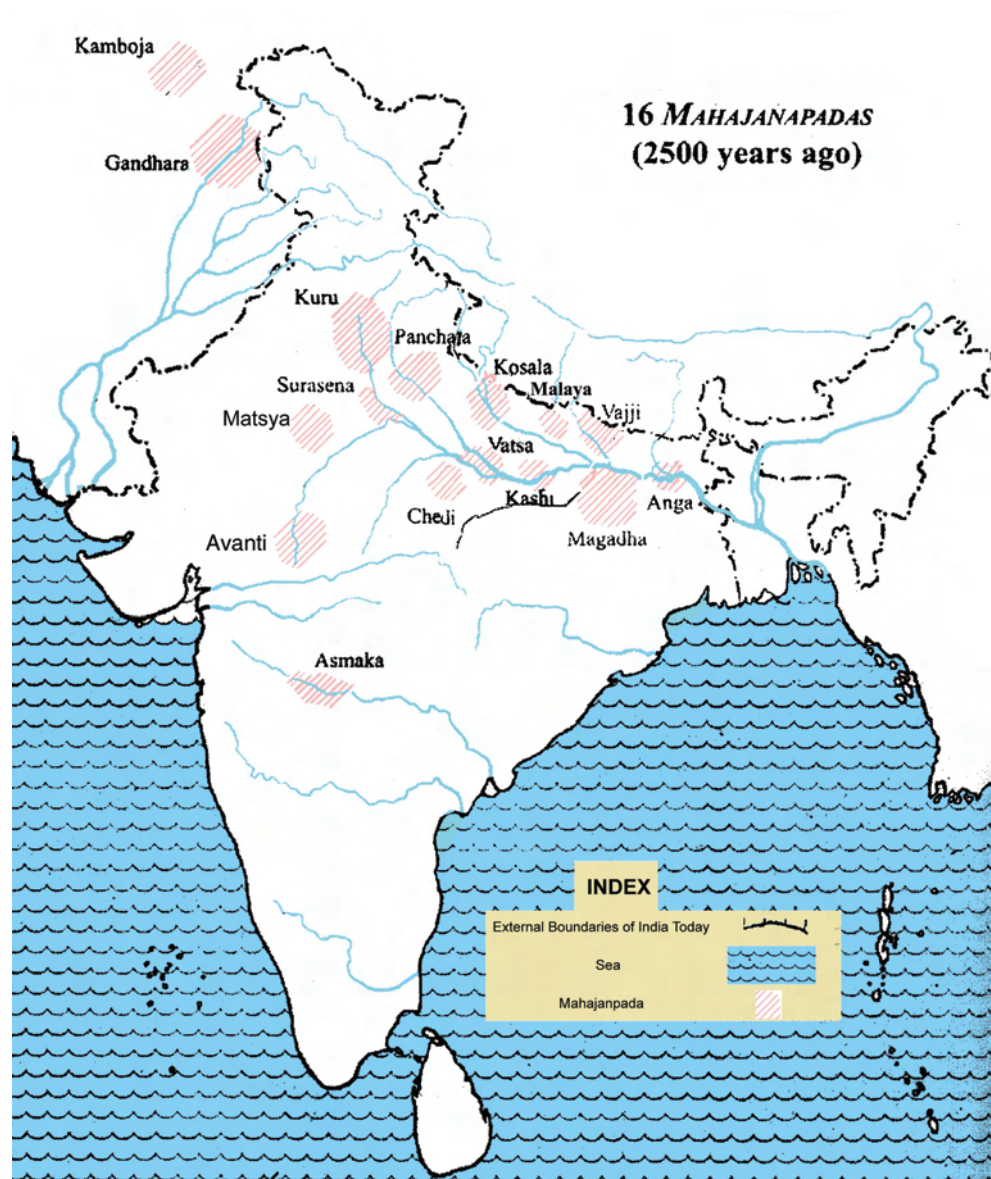 Kamboja
16 MAHAJANAPADAS
(2500 years ago)
Gandhara
Kuru
Panchala
Kosala
Surasena
Malaya
Matsya
Vajji
Vatsa
Kashi
Anga
Chedi
Avanti
Magadha
Asmaka
INDEX
External Boundaries of India Today
Sea
Mahajanpada